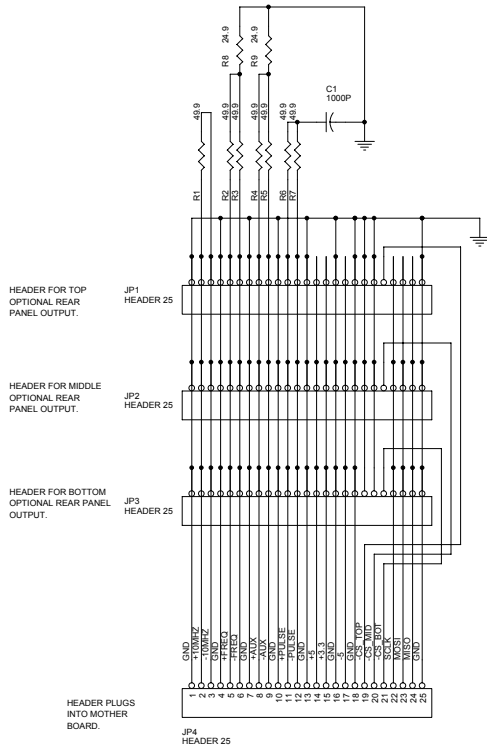 24.9
24.9
R8
R9
C1
1000P
49.9
49.9
49.9
49.9
49.9
49.9
49.9
R1
R2
R3
R4
R5
R6
R7
HEADER FOR TOP
OPTIONAL REAR
PANEL OUTPUT.
JP1
HEADER 25
HEADER FOR MIDDLE
OPTIONAL REAR
PANEL OUTPUT.
JP2
HEADER 25
HEADER FOR BOTTOM
OPTIONAL REAR PANEL
OUTPUT.
JP3
HEADER 25
GND
+10MHZ
-10MHZ
GND
+FREQ
-FREQ
GND
+AUX
-AUX
GND
+PULSE
-PULSE
GND
+5
+3.3
GND
-5
GND
-CS_TOP
-CS_MID
-CS_BOT
SCLK
MOSI
MISO
GND
1
2
3
4
5
6
7
8
9
10
11
12
13
14
15
16
17
18
19
20
21
22
23
24
25
HEADER PLUGS
INTO MOTHER
BOARD.
JP4
HEADER 25